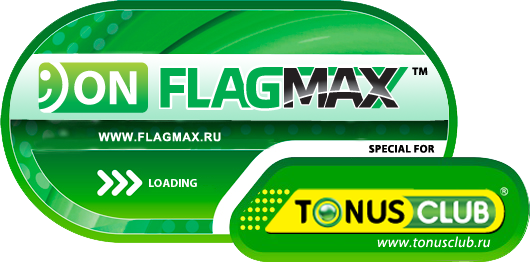 ;) ON FLAGMAX™
WWW.FLAGMAX.RU
SPECIAL FOR
LOADING
TONUS CLUB®
www.tonusclub.ru